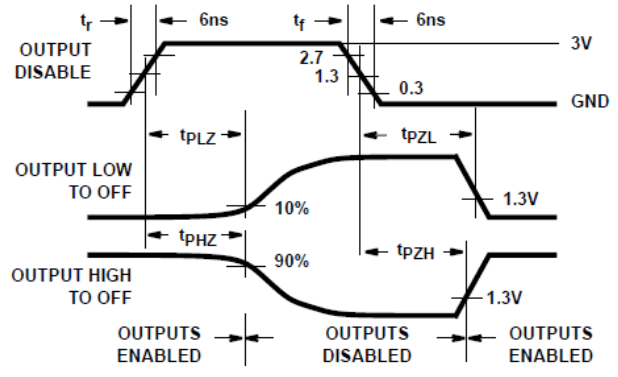 tr 6ns tf 6ns
OUTPUT
DISABLE
2.7
1.3
0.3
3V
GND
tPLZ tPZL
OUTPUT LOW
TO OFF
10%
1.3V
tPHZ tPZH
OUTPUT HIGH
TO OFF
90%
1.3V
OUTPUTS
ENABLED
OUTPUTS
DISABLED
OUTPUTS
ENABLED